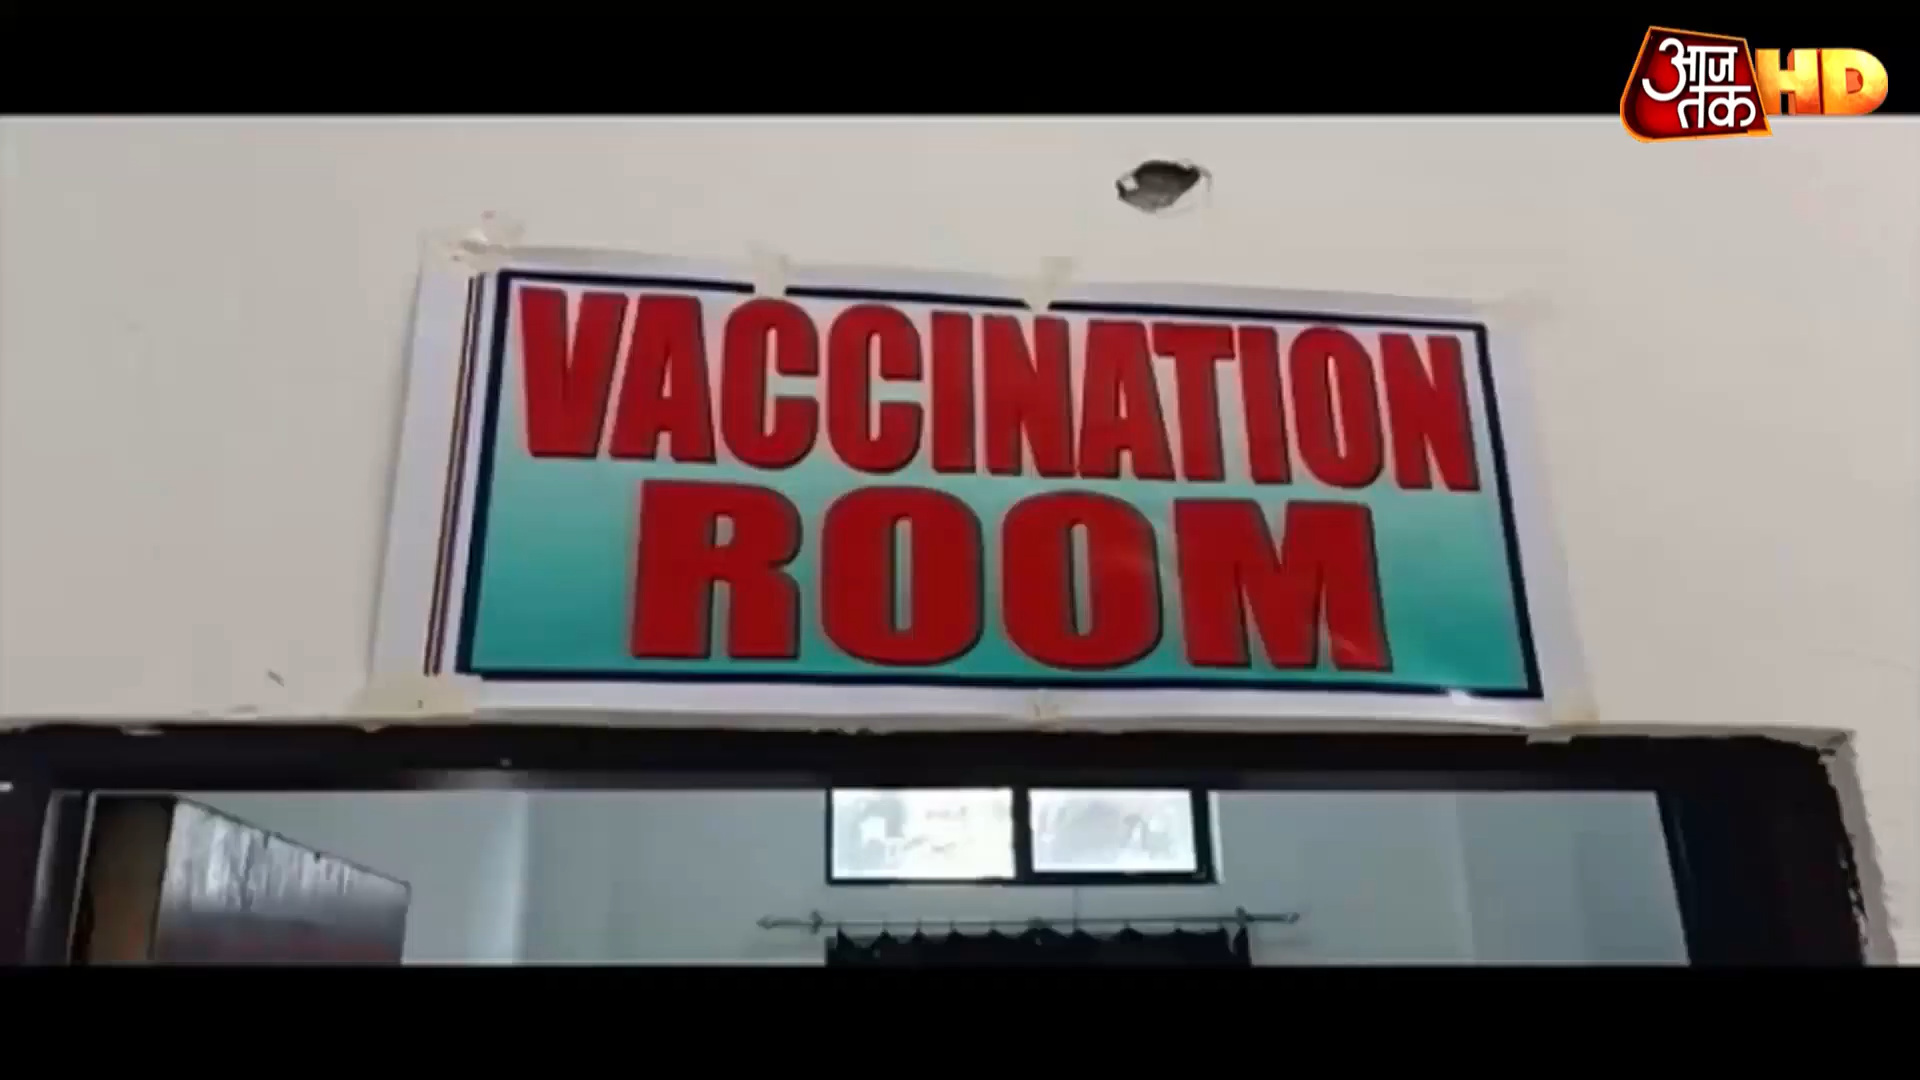 आज
तक HD
VACCINATION
ROOM